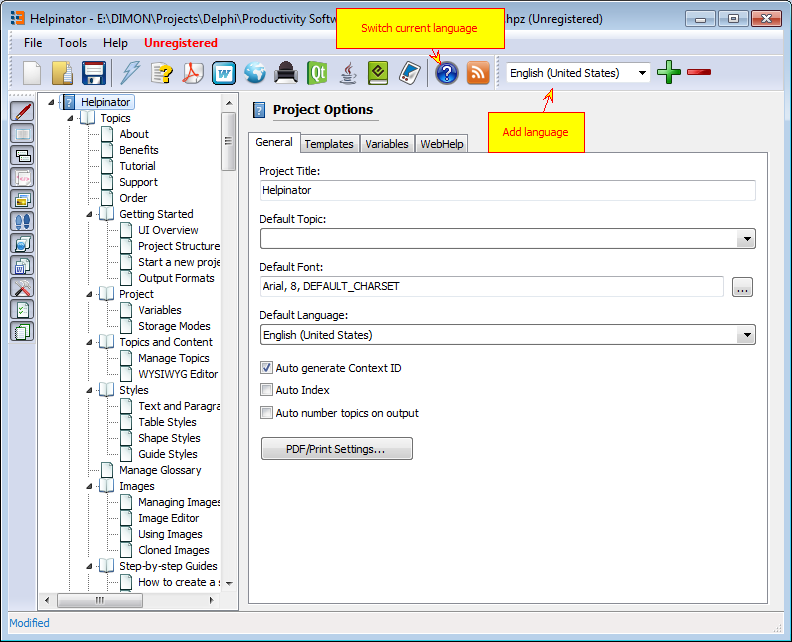 Helpinator - E:\DIMON\Projects\Delphi\Productivity Softw
hpz (Unregistered)
Switch current language
File Tools Help Unregistered
W
Qt
?
English (United States)
Add language
Helpinator
Topics
About
Benefits
Tutorial
Support
Order
Getting Started
UI Overview
Project Structure
Start a new proje
Output Formats
Project
Variables
Storage Modes
Topics and Content
Manage Topics
WYSIWYG Editor
Styles
Text and Paragra
Table Styles
Shape Styles
Guide Styles
Manage Glossary
Images
Managing Images
Image Editor
Using Images
Cloned Images
Step-by-step Guides
How to create a s
? Project Options
General Templates Variables WebHelp
Project Title:
Helpinator
Default Topic:
Default Font:
Arial, 8, DEFAULT_CHARSET
...
Default Language:
English (United States)
Auto generate Context ID
Auto Index
Auto number topics on output
PDF/Print Settings...
Modified